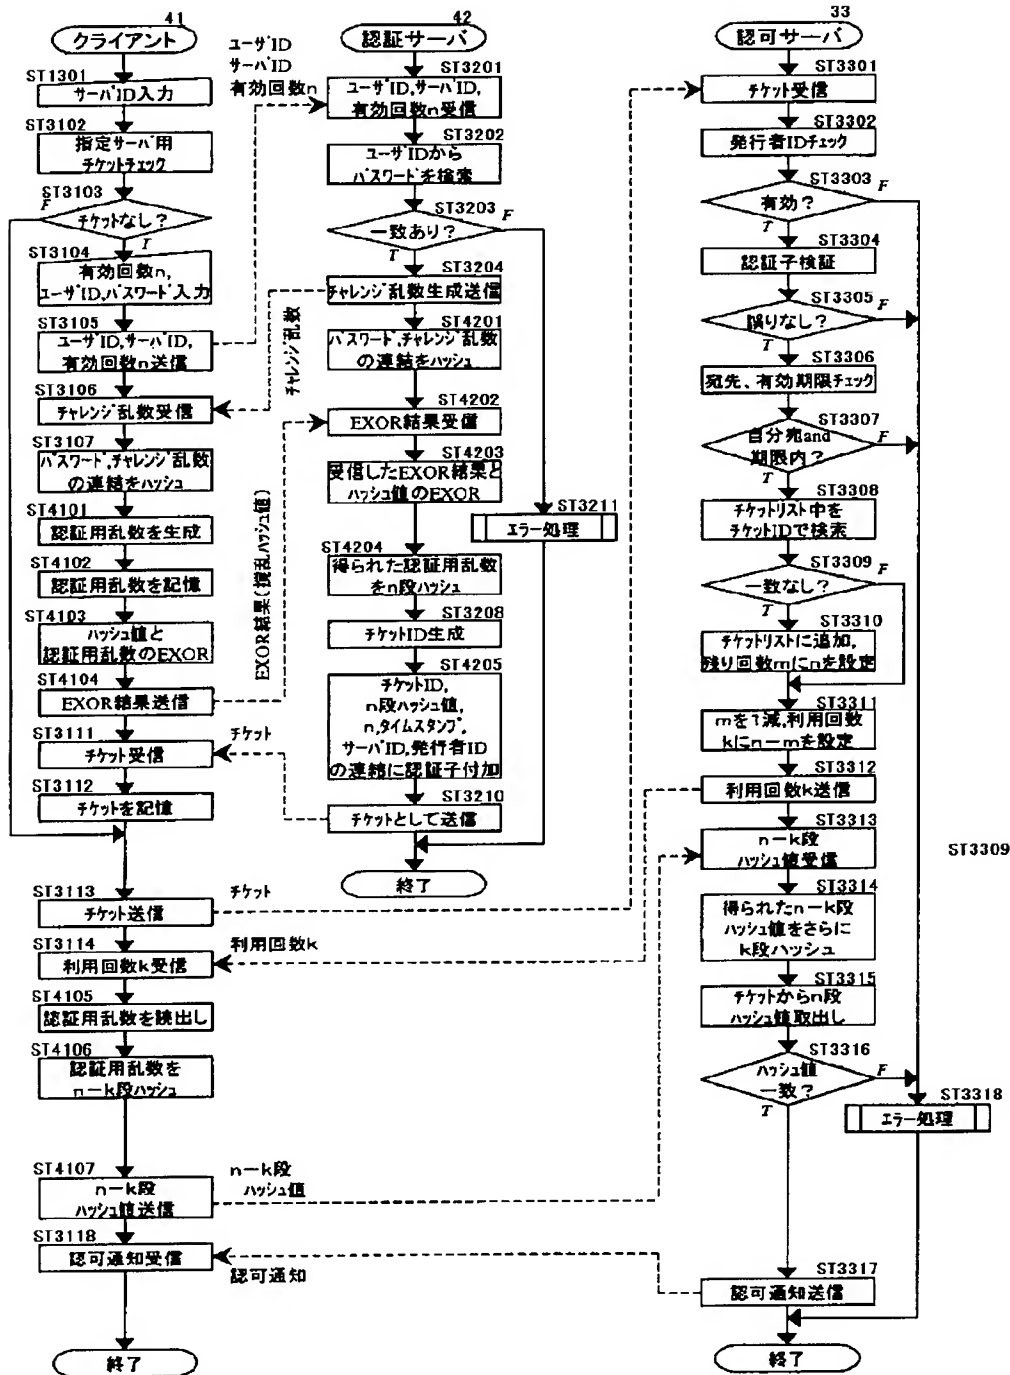 41
クライアント
ST1301
サーバID入力
ST3102
指定サーバ用
チケットチェック
ST3103
F
チケットなし？
T
ST3104
有効回数n,
ユーザID,パスワード入力
ST3105
ユーザID,サーバID,
有効回数n送信
ST3106
チャレンジ乱数受信
ST3107
パスワード,チャレンジ乱数
の連結をハッシュ
ST4101
認証用乱数を生成
ST4102
認証用乱数を記憶
ST4103
ハッシュ値と
認証用乱数のEXOR
ST4104
EXOR結果送信
ST3111
チケット受信
ST3112
チケットを記憶
ST3113
チケット送信
ST3114
利用回数k受信
ST4105
認証用乱数を読出し
ST4106
認証用乱数を
n−k段ハッシュ
ST4107
n−k段
ハッシュ値送信
ST3118
認可通知受信
終了
ユーザID
サーバID
有効回数n
チャレンジ乱数
EXOR結果(撹乱ハッシュ値)
チケット
チケット
利用回数k
n−k段
ハッシュ値
認可通知
42
認証サーバ
ST3201
ユーザID,サーバID,
有効回数n受信
ST3202
ユーザIDから
パスワードを検索
ST3203
F
一致あり？
T
ST3204
チャレンジ乱数生成送信
ST4201
パスワード,チャレンジ乱数
の連結をハッシュ
ST4202
EXOR結果受信
ST4203
受信したEXOR結果と
ハッシュ値のEXOR
ST3211
エラー処理
ST4204
得られた認証用乱数
をn段ハッシュ
ST3208
チケットID生成
ST4205
チケットID,
n段ハッシュ値,
n,タイムスタンプ,
サーバID,発行者ID
の連結に認証子付加
ST3210
チケットとして送信
終了
33
認可サーバ
ST3301
チケット受信
ST3302
発行者IDチェック
ST3303
F
有効？
T
ST3304
認証子検証
ST3305
F
誤りなし？
T
ST3306
宛先、有効期限チェック
ST3307
F
自分宛and
期限内？
T
ST3308
チケットリスト中を
チケットIDで検索
ST3309
F
一致なし？
T
ST3310
チケットリストに追加,
残り回数mにnを設定
ST3311
mを1減,利用回数
kにn−mを設定
ST3312
利用回数k送信
ST3313
n−k段
ハッシュ値受信
ST3309
ST3314
得られたn−k段
ハッシュ値をさらに
k段ハッシュ
ST3315
チケットからn段
ハッシュ値取出し
ST3316
F
ハッシュ値
一致？
T
ST3318
エラー処理
ST3317
認可通知送信
終了